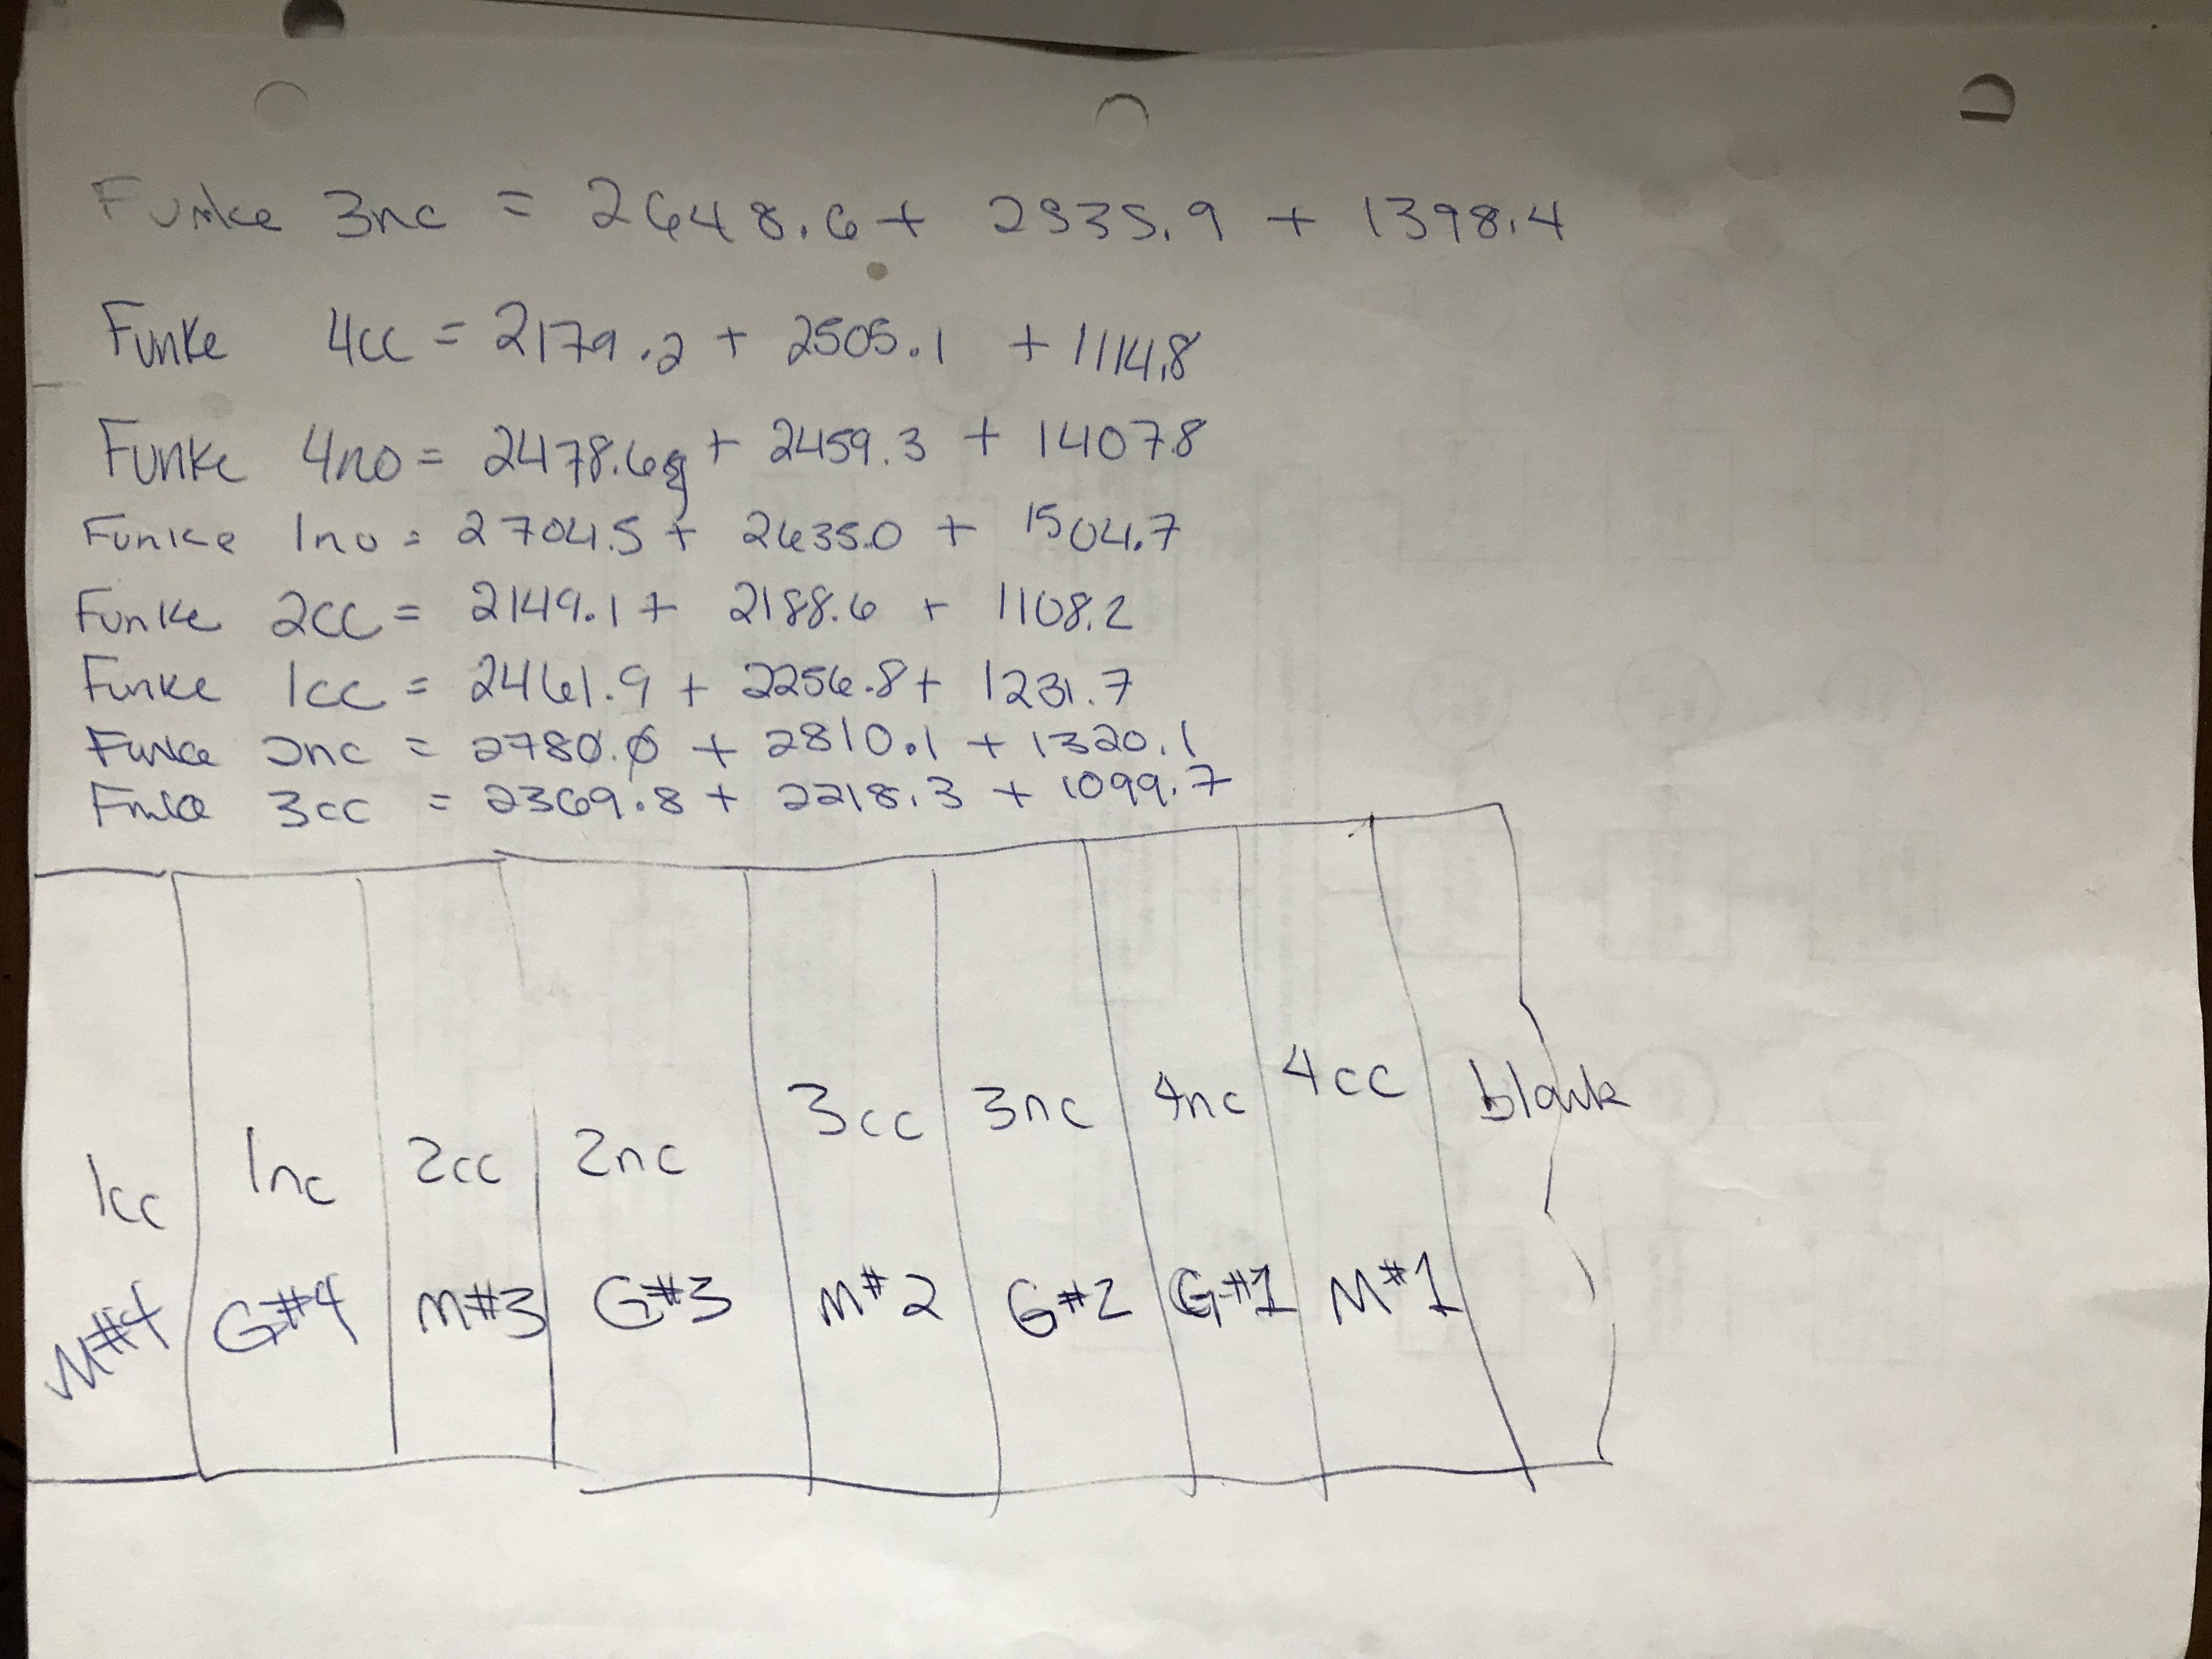 Funke 3nc = 2648.6 + 2535.9 + 1398.4
Funke 4cc = 2179.2 + 2505.1 + 1114.8
Funke 4no = 2478.6g + 2459.3 + 1407.8
Funke 1no = 2704.5 + 2635.0 + 1504.7
Funke 2cc = 2149.1 + 2188.6 + 1108.2
Funke 1cc = 2461.9 + 2256.8 + 1231.7
Funke 2nc = 2780.0 + 2810.1 + 1320.1
Funke 3cc = 2369.8 + 2218.3 + 1099.7
1cc 1nc 2cc 2nc 3cc 3nc 4nc 4cc blank
M#4 G#4 M#3 G#3 M#2 G#2 G#1 M#1